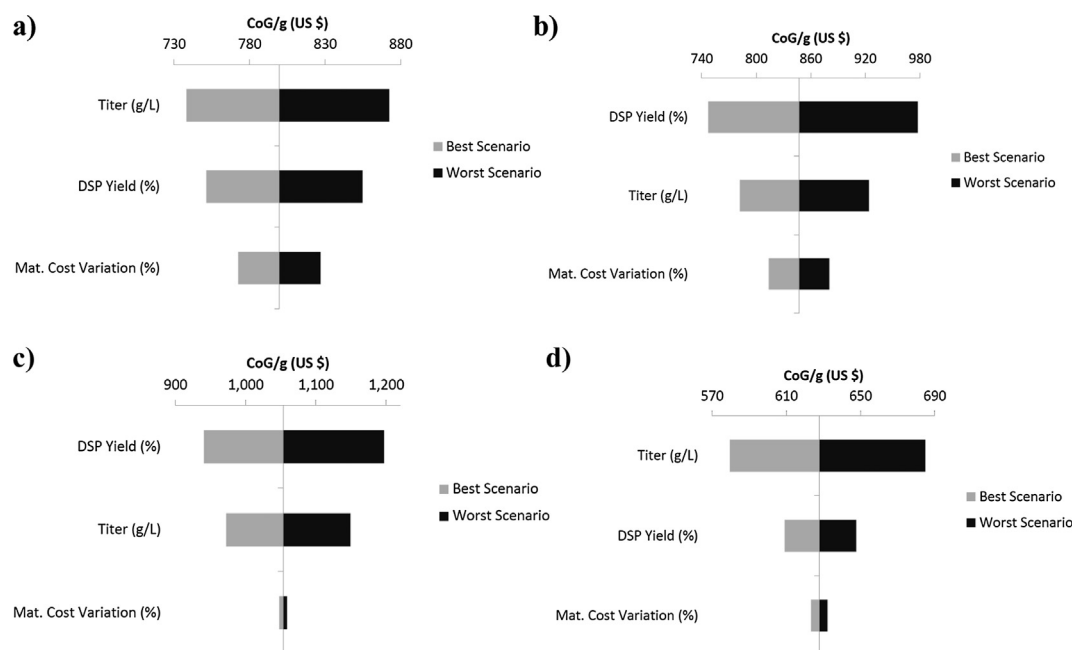 a)
CoG/g (US $)
730 780 830 880
Titer (g/L)
DSP Yield (%)
Mat. Cost Variation (%)
Best Scenario
Worst Scenario
b)
CoG/g (US $)
740 800 860 920 980
DSP Yield (%)
Titer (g/L)
Mat. Cost Variation (%)
Best Scenario
Worst Scenario
c)
CoG/g (US $)
900 1,000 1,100 1,200
DSP Yield (%)
Titer (g/L)
Mat. Cost Variation (%)
Best Scenario
Worst Scenario
d)
CoG/g (US $)
570 610 650 690
Titer (g/L)
DSP Yield (%)
Mat. Cost Variation (%)
Best Scenario
Worst Scenario